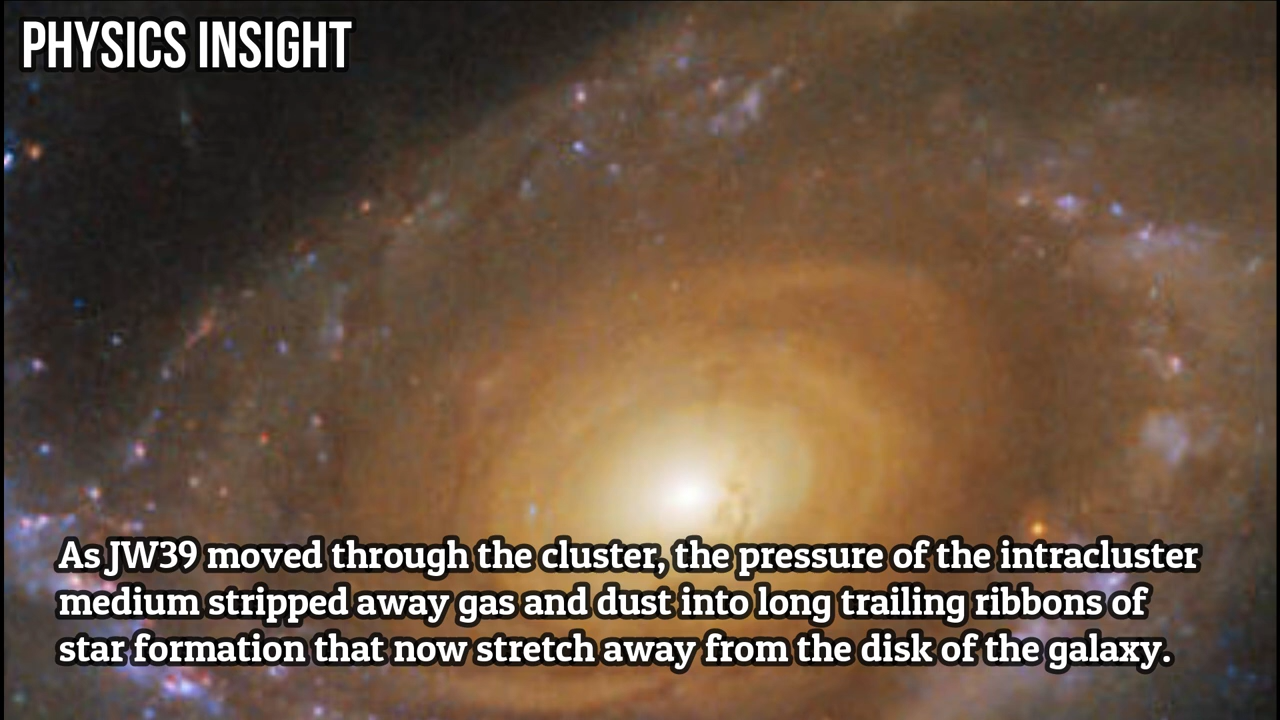 PHYSICS INSIGHT
As JW39 moved through the cluster, the pressure of the intracluster
medium stripped away gas and dust into long trailing ribbons of
star formation that now stretch away from the disk of the galaxy.